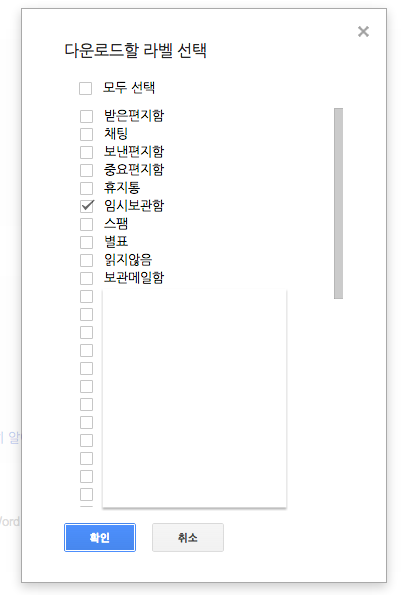 다운로드할 라벨 선택
모두 선택
받은편지함
채팅
보낸편지함
중요편지함
휴지통
임시보관함
스팸
별표
읽지않음
보관메일함
확인
취소